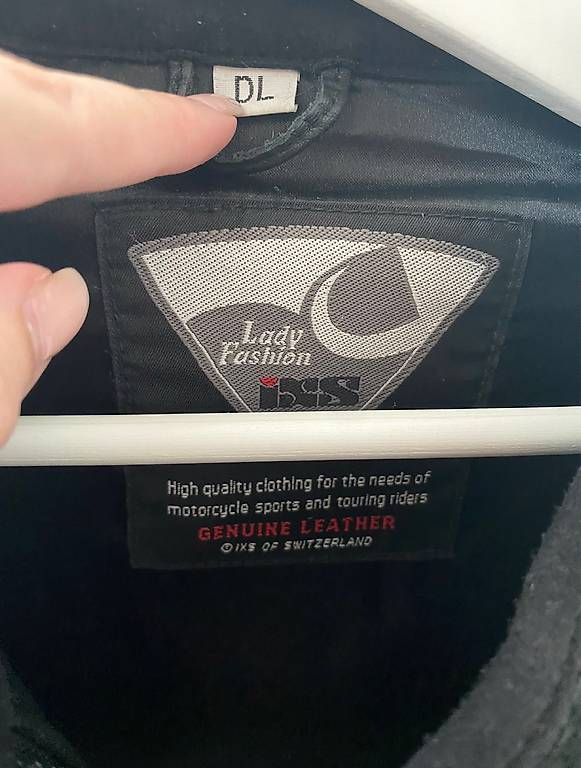 DL
Lady
Fashion
iXS
High quality clothing for the needs of
motorcycle sports and touring riders
GENUINE LEATHER
©IXS OF SWITZERLAND